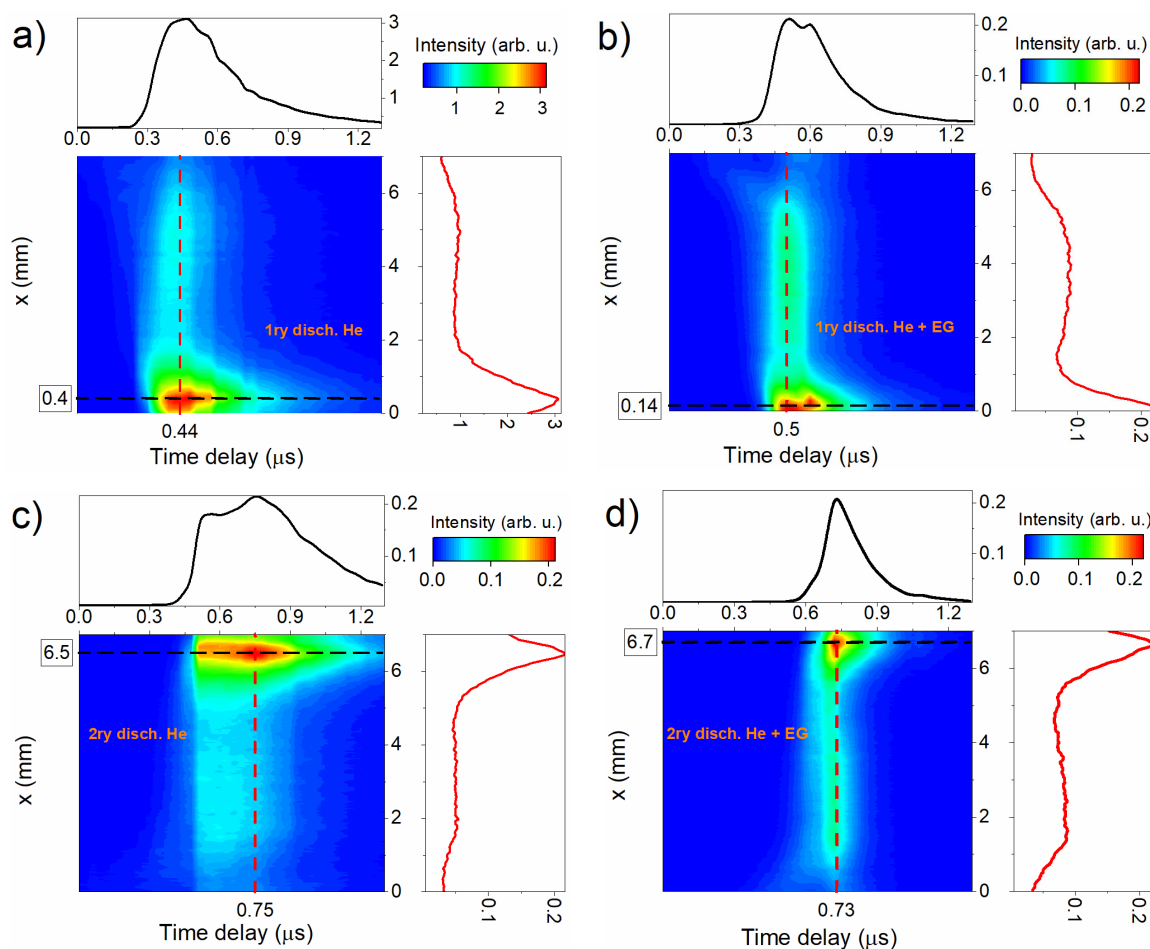 a)
3
2
1
0.0 0.3 0.6 0.9 1.2
Intensity (arb. u.)
1 2 3
x (mm)
6
4
2
0
0.4
1ry disch. He
0.44
Time delay (μs)
1 2 3
b)
0.2
0.1
0.0 0.3 0.6 0.9 1.2
Intensity (arb. u.)
0.0 0.1 0.2
x (mm)
6
4
2
0
0.14
1ry disch. He + EG
0.5
Time delay (μs)
0.1 0.2
c)
0.2
0.1
0.0 0.3 0.6 0.9 1.2
Intensity (arb. u.)
0.0 0.1 0.2
6.5
x (mm)
6
4
2
0
2ry disch. He
0.75
Time delay (μs)
0.1 0.2
d)
0.2
0.1
0.0 0.3 0.6 0.9 1.2
Intensity (arb. u.)
0.0 0.1 0.2
6.7
x (mm)
6
4
2
0
2ry disch. He + EG
0.73
Time delay (μs)
0.1 0.2